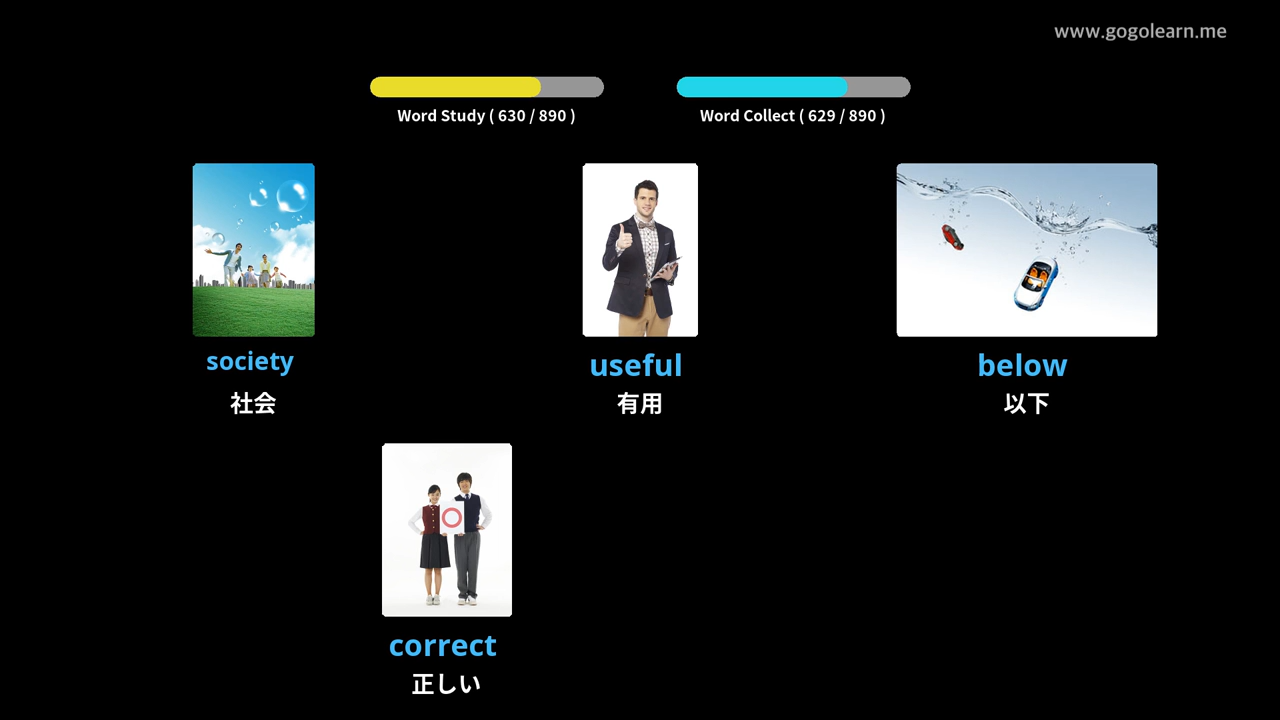 www.gogolearn.me
Word Study ( 630 / 890 )
Word Collect ( 629 / 890 )
society
社会
useful
有用
below
以下
correct
正しい